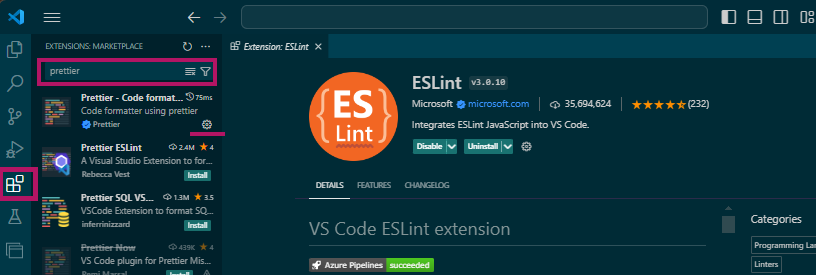 EXTENSIONS: MARKETPLACE
prettier
Prettier - Code formatt... 75ms
Code formatter using prettier
Prettier
Prettier ESLint 2.4M 4
A Visual Studio Extension to for...
Rebecca Vest Install
Prettier SQL VS... 1.3M 3.5
VSCode Extension to format SQ...
inferrinizzard Install
Prettier Now 439K 4
VS Code plugin for Prettier Mis...
Extension: ESLint
ES
Lint
ESLint v3.0.10
Microsoft microsoft.com 35,694,624 (232)
Integrates ESLint JavaScript into VS Code.
Disable Uninstall
DETAILS FEATURES CHANGELOG
VS Code ESLint extension
Azure Pipelines succeeded
Categories
Programming Lan
Linters